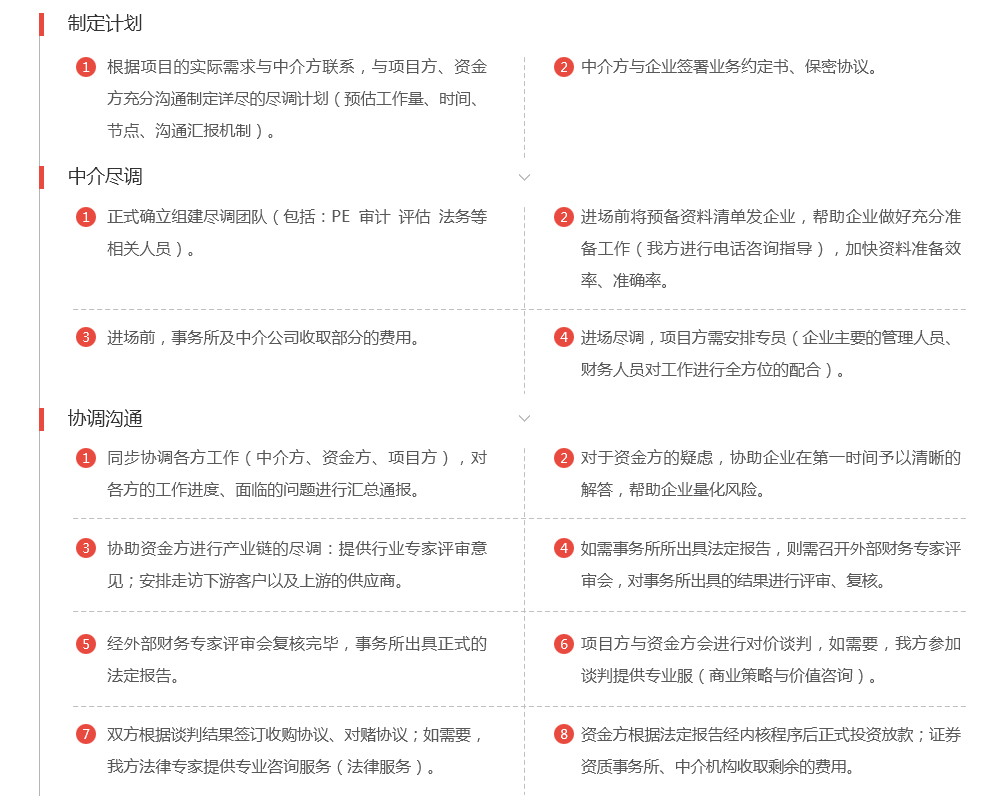 制定计划
1 根据项目的实际需求与中介方联系，与项目方、资金
方充分沟通制定详尽的尽调计划（预估工作量、时间、
节点、沟通汇报机制）。
2 中介方与企业签署业务约定书、保密协议。
中介尽调
1 正式确立组建尽调团队（包括：PE 审计 评估 法务等
相关人员）。
2 进场前将预备资料清单发企业，帮助企业做好充分准
备工作（我方进行电话咨询指导），加快资料准备效
率、准确率。
3 进场前，事务所及中介公司收取部分的费用。
4 进场尽调，项目方需安排专员（企业主要的管理人员、
财务人员对工作进行全方位的配合）。
协调沟通
1 同步协调各方工作（中介方、资金方、项目方），对
各方的工作进度、面临的问题进行汇总通报。
2 对于资金方的疑虑，协助企业在第一时间予以清晰的
解答，帮助企业量化风险。
3 协助资金方进行产业链的尽调：提供行业专家评审意
见；安排走访下游客户以及上游的供应商。
4 如需事务所所出具法定报告，则需召开外部财务专家评
审会，对事务所出具的结果进行评审、复核。
5 经外部财务专家评审会复核完毕，事务所出具正式的
法定报告。
6 项目方与资金方会进行对价谈判，如需要，我方参加
谈判提供专业服（商业策略与价值咨询）。
7 双方根据谈判结果签订收购协议、对赌协议；如需要，
我方法律专家提供专业咨询服务（法律服务）。
8 资金方根据法定报告经内核程序后正式投资放款；证券
资质事务所、中介机构收取剩余的费用。